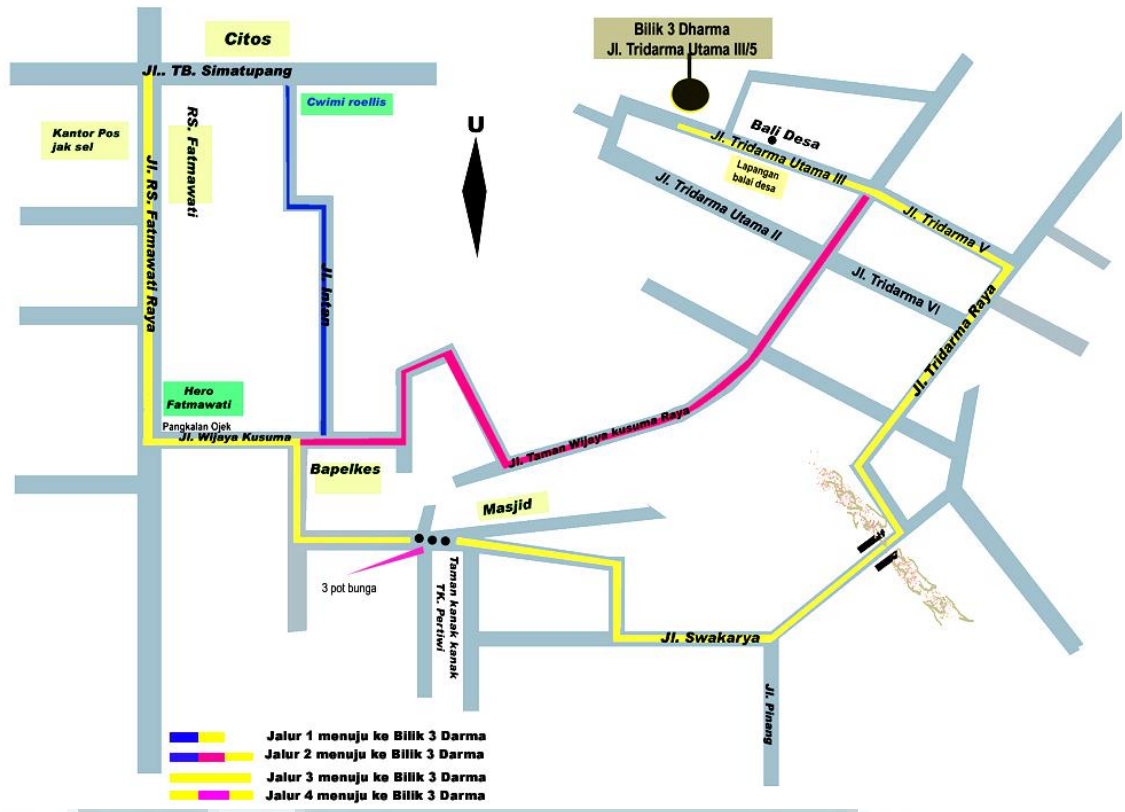 Citos
Bilik 3 Dharma
Jl. Tridarma Utama III/5
Jl.. TB. Simatupang
Cwimi roellis
Kantor Pos
jak sel
RS. Fatmawati
U
Bali Desa
Jl. Tridarma Utama III
Lapangan
balai desa
Jl. Tridarma Utama II
Jl. Tridarma V
Jl. RS. Fatmawati Raya
Jl. Intan
Jl. Tridarma VI
Jl. Tridarma Raya
Hero
Fatmawati
Pangkalan Ojek
Jl. Wijaya Kusuma
Jl. Taman Wijaya kusuma Raya
Bapelkes
Masjid
3 pot bunga
Taman kanak kanak
TK. Pertiwi
Jl. Swakarya
Jl. Pinang
Jalur 1 menuju ke Bilik 3 Darma
Jalur 2 menuju ke Bilik 3 Darma
Jalur 3 menuju ke Bilik 3 Darma
Jalur 4 menuju ke Bilik 3 Darma